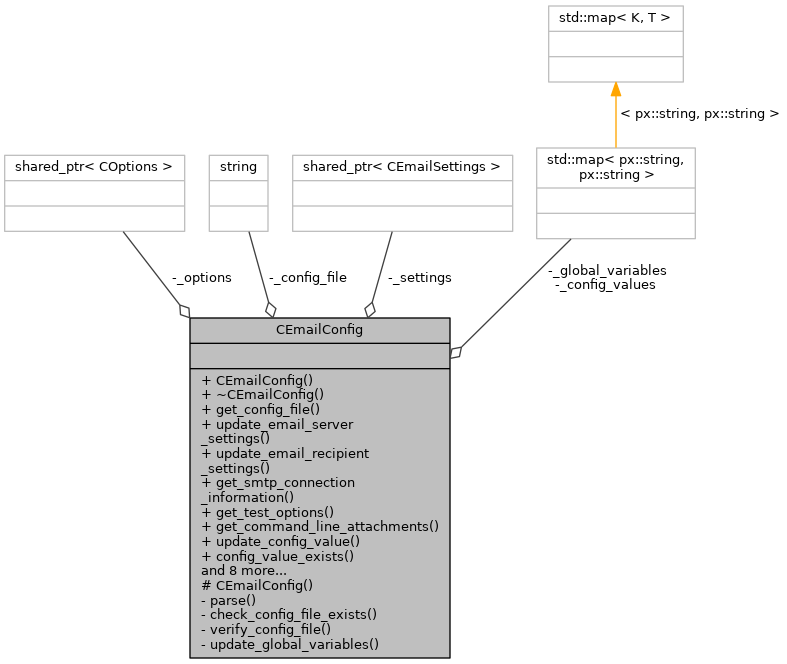 std::map< K, T >
< px::string, px::string >
shared_ptr< COptions >
string
shared_ptr< CEmailSettings >
std::map< px::string,
px::string >
-_options
-_config_file
-_settings
-_global_variables
-_config_values
CEmailConfig
+ CEmailConfig()
+ ~CEmailConfig()
+ get_config_file()
+ update_email_server
_settings()
+ update_email_recipient
_settings()
+ get_smtp_connection
_information()
+ get_test_options()
+ get_command_line_attachments()
+ update_config_value()
+ config_value_exists()
and 8 more...
# CEmailConfig()
- parse()
- check_config_file_exists()
- verify_config_file()
- update_global_variables()